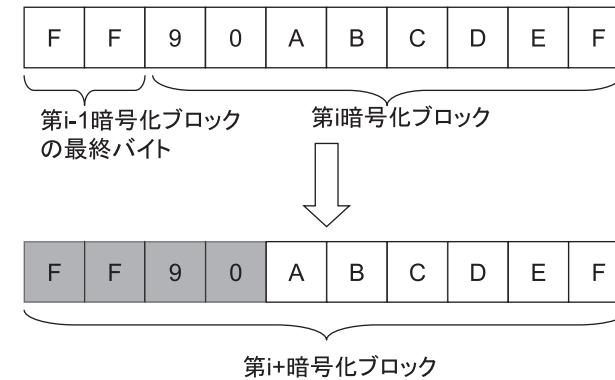 F F 9 0 A B C D E F
第i-1暗号化ブロック
の最終バイト
第i暗号化ブロック
F F 9 0 A B C D E F
第i+暗号化ブロック